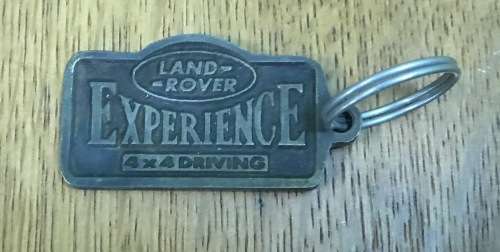 LAND-
-ROVER
EXPERIENCE
4x4 DRIVING